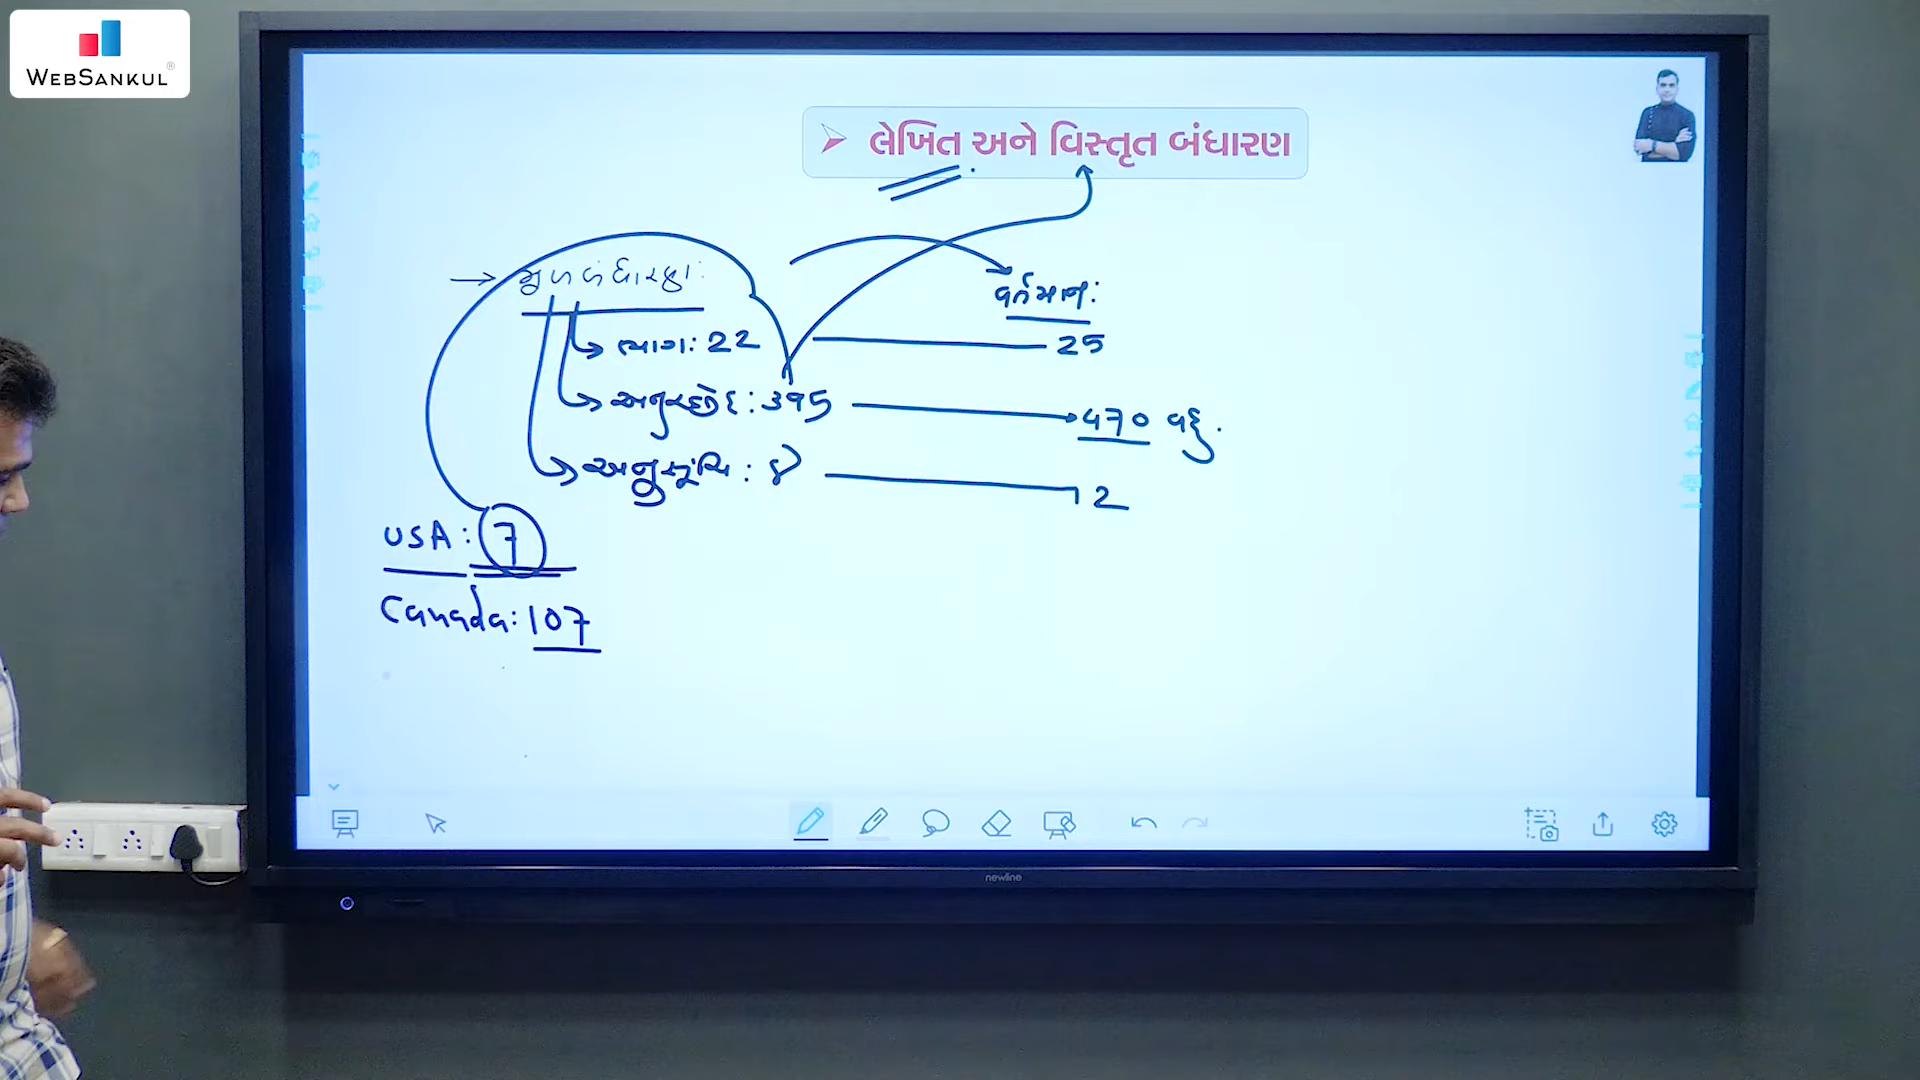 WEBSANKUL®
➢ લેખિત અને વિસ્તૃત બંધારણ
→ મુળ બંધારણ:
વર્તમાન:
ભાગ: 22 25
અનુચ્છેદ: 395 → 470 વધુ.
અનુસૂચિ: 8 12
USA: 7
Canada: 107
newline